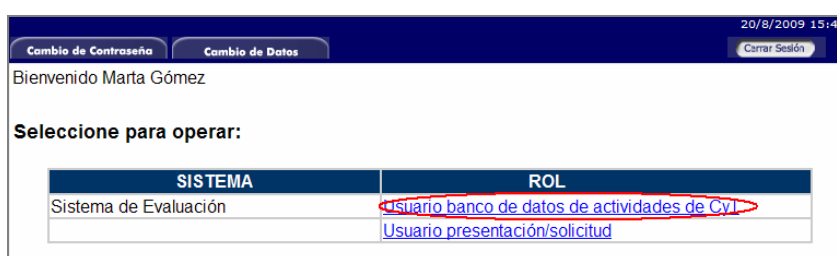 20/8/2009 15:4
Cambio de Contraseña Cambio de Datos Cerrar Sesión
Bienvenido Marta Gómez
Seleccione para operar:
SISTEMA ROL
Sistema de Evaluación Usuario banco de datos de actividades de CyT
Usuario presentación/solicitud